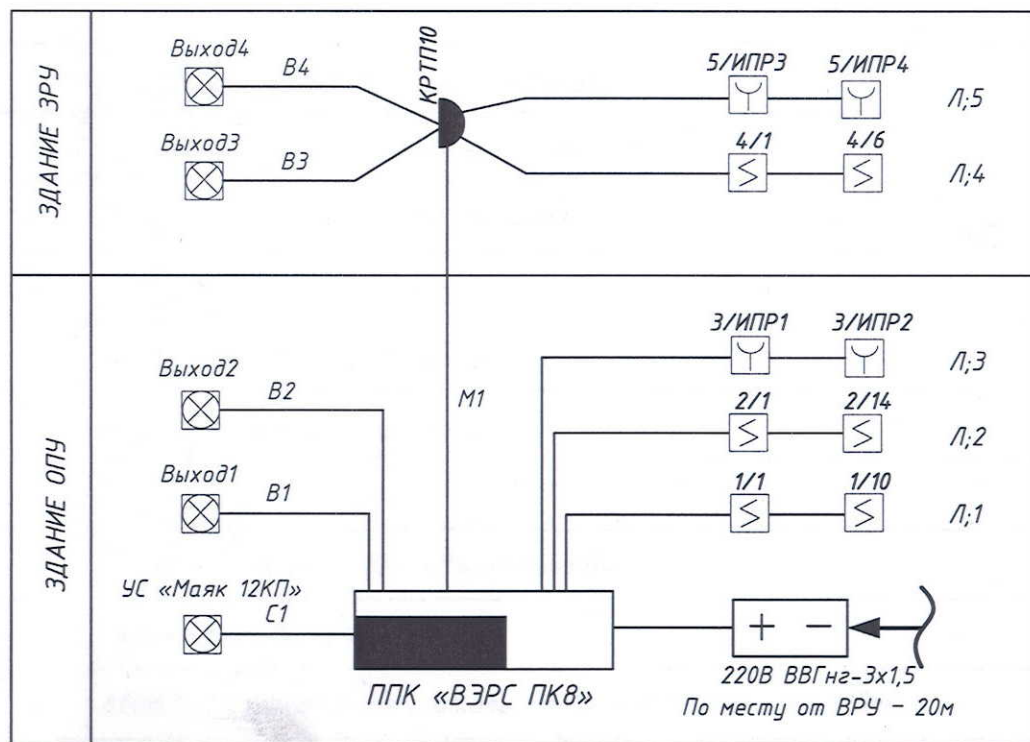 ЗДАНИЕ ЗРУ
Выход4
В4
КРТП10
5/ИПР3
5/ИПР4
Л;5
Выход3
В3
4/1
4/6
Л;4
ЗДАНИЕ ОПУ
3/ИПР1
3/ИПР2
Л;3
Выход2
В2
М1
2/1
2/14
Л;2
Выход1
В1
1/1
1/10
Л;1
УС «Маяк 12КП»
С1
+ −
ППК «ВЭРС ПК8»
220В ВВГнг-3х1,5
По месту от ВРУ - 20м